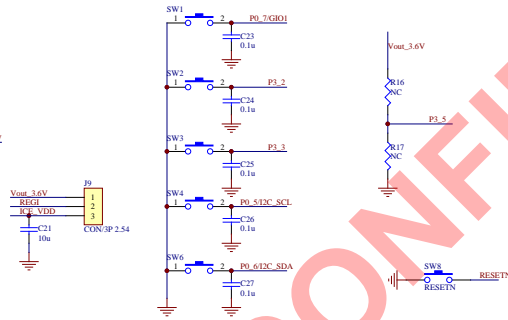 SW1
1 2 P0_7/GIO1
C23
0.1u
SW2
1 2 P3_2
C24
0.1u
SW3
1 2 P3_3
C25
0.1u
SW4
1 2 P0_5/I2C_SCL
C26
0.1u
SW6
1 2 P0_6/I2C_SDA
C27
0.1u
Vout_3.6V
R16
NC
P3_5
R17
NC
J9
Vout_3.6V 1
REGI 2
ICE_VDD 3
CON/3P 2.54
C21
10u
SW8
RESETN
RESETN
CONFI